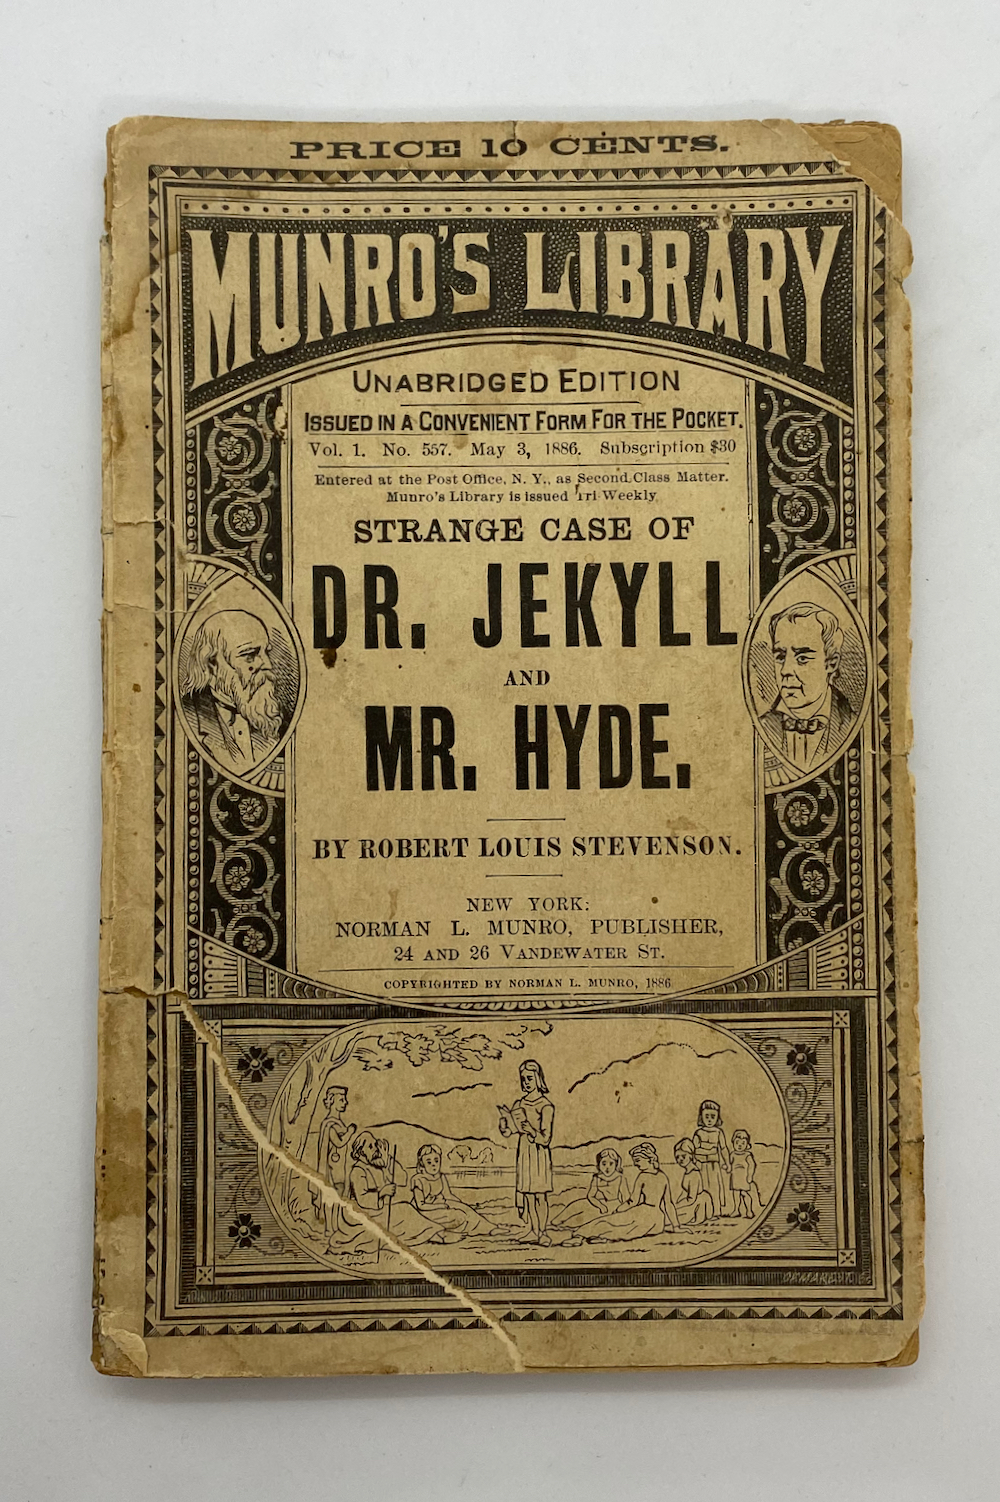 PRICE 10 CENTS.
MUNRO'S LIBRARY
UNABRIDGED EDITION
ISSUED IN A CONVENIENT FORM FOR THE POCKET.
Vol. 1. No. 557. May 3, 1886. Subscription $30
Entered at the Post Office, N. Y., as Second Class Matter.
Munro's Library is issued Tri-Weekly
STRANGE CASE OF
DR. JEKYLL
AND
MR. HYDE.
BY ROBERT LOUIS STEVENSON.
NEW YORK:
NORMAN L. MUNRO, PUBLISHER,
24 AND 26 VANDEWATER ST.
COPYRIGHTED BY NORMAN L. MUNRO, 1886